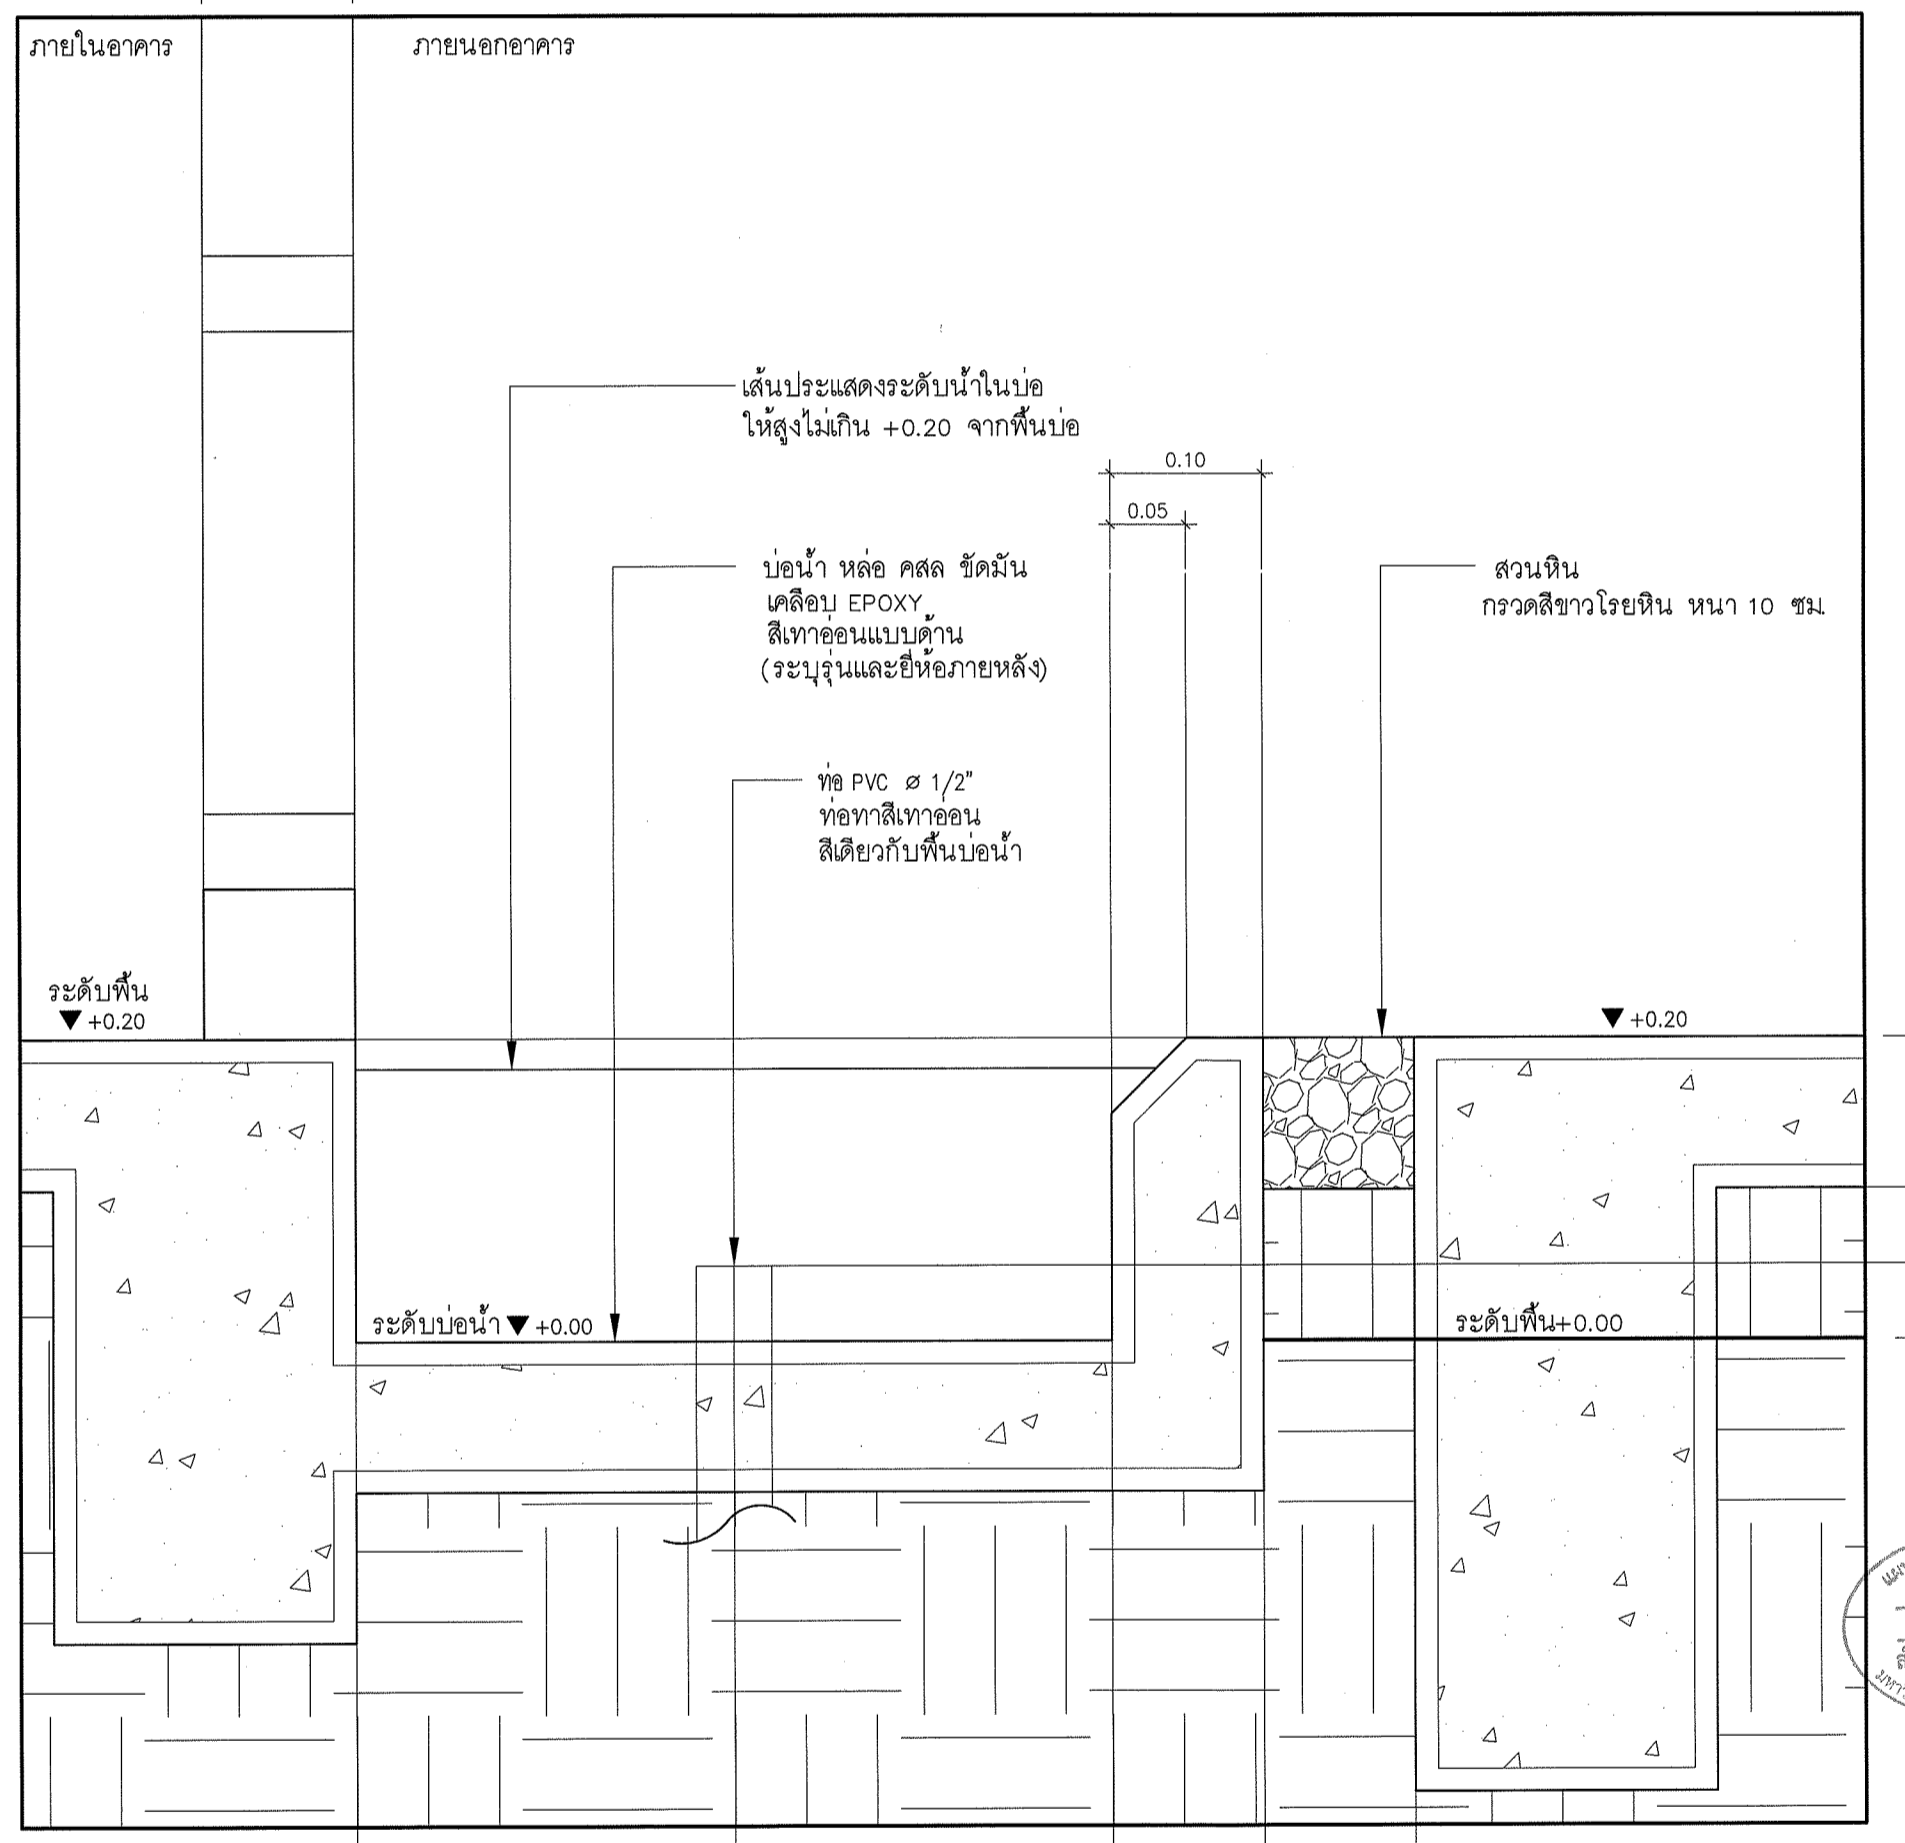 ภายในอาคาร
ภายนอกอาคาร
เส้นประแสดงระดับน้ำในบ่อ
ให้สูงไม่เกิน +0.20 จากพื้นบ่อ
0.10
0.05
บ่อน้ำ หล่อ คสล ขัดมัน
เคลือบ EPOXY
สีเทาอ่อนแบบด้าน
(ระบุรุ่นและยี่ห้อภายหลัง)
สวนหิน
กรวดสีขาวโรยหิน หนา 10 ซม.
ท่อ PVC ⌀ 1/2"
ท่อทาสีเทาอ่อน
สีเดียวกับพื้นบ่อน้ำ
ระดับพื้น
+0.20
+0.20
ระดับบ่อน้ำ +0.00
ระดับพื้น+0.00